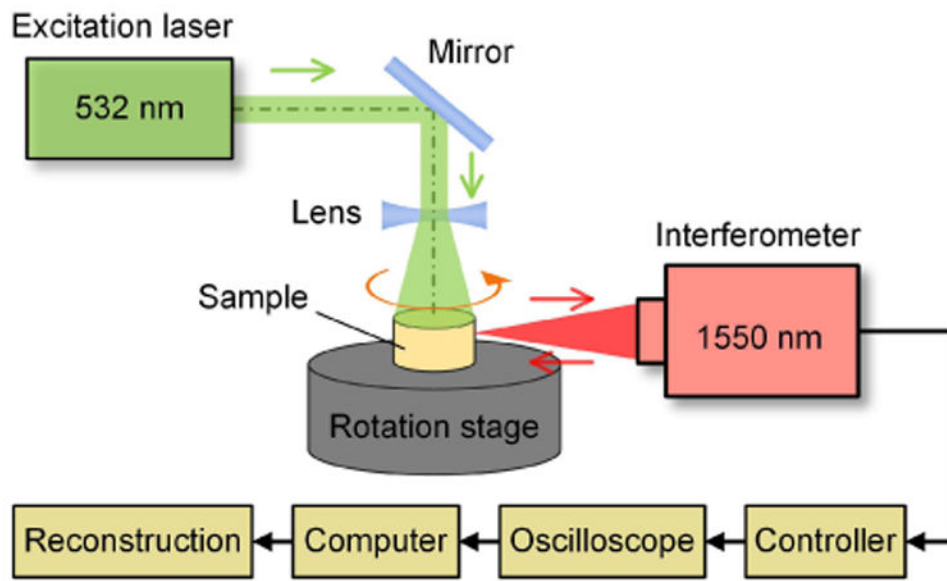 Excitation laser
532 nm
Mirror
Lens
Interferometer
1550 nm
Sample
Rotation stage
Reconstruction
Computer
Oscilloscope
Controller